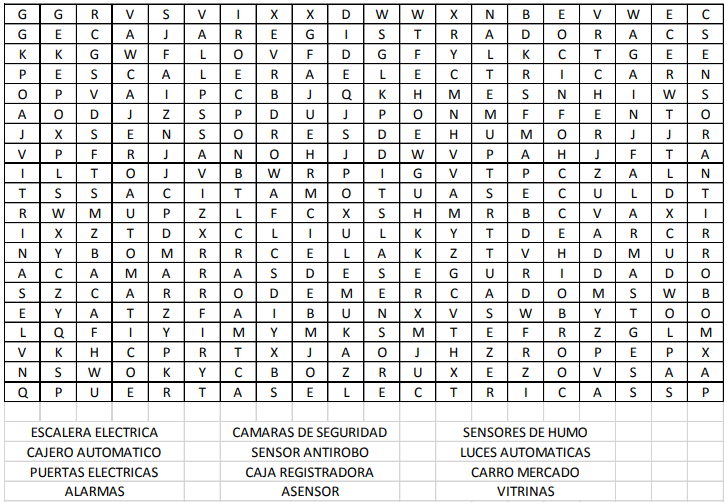 G G R V S V I X X D W W X N B E V W E C
G E C A J A R E G I S T R A D O R A C S
K K G W F L O V F D G F Y L K C T G E E
P E S C A L E R A E L E C T R I C A R N
O P V A I P C B J Q K H M E S N H I W S
A O D J Z S P D U J P O N M F F E N T O
J X S E N S O R E S D E H U M O R J J R
V P F R J A N O H J D W V P A H J F T A
I L T O J V B W R P I G V T P C Z A L N
T S S A C I T A M O T U A S E C U L D T
R W M U P Z L F C X S H M R B C V A X I
I X Z T D X C L I U L K Y T D E A R C R
N Y B O M R R C E L A K Z T V H D M U R
A C A M A R A S D E S E G U R I D A D O
S Z C A R R O D E M E R C A D O M S W B
E Y A T Z F A I B U N X V S W B Y T O O
L Q F I Y I M Y M K S M T E F R Z G L M
V K H C P R T X J A O J H Z R O P E P X
N S W O K Y C B O Z R U X E Z O V S A A
Q P U E R T A S E L E C T R I C A S S P
ESCALERA ELECTRICA CAMARAS DE SEGURIDAD SENSORES DE HUMO
CAJERO AUTOMATICO SENSOR ANTIROBO LUCES AUTOMATICAS
PUERTAS ELECTRICAS CAJA REGISTRADORA CARRO MERCADO
ALARMAS ASENSOR VITRINAS